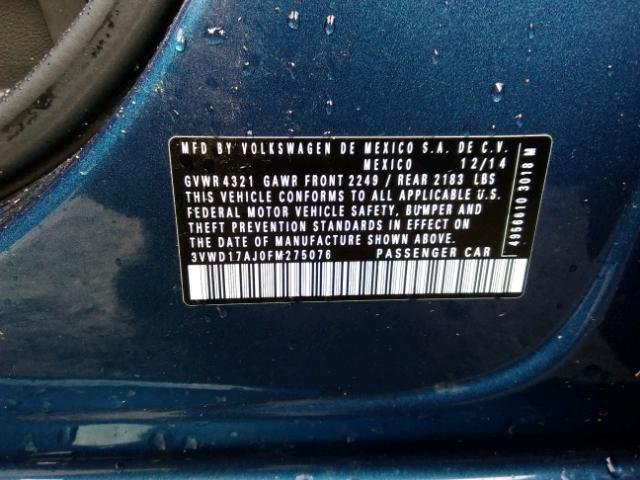 MFD BY VOLKSWAGEN DE MEXICO S.A. DE C.V.
MEXICO 12/14
GVWR 4321 GAWR FRONT 2249 / REAR 2183 LBS
THIS VEHICLE CONFORMS TO ALL APPLICABLE U.S.
FEDERAL MOTOR VEHICLE SAFETY, BUMPER AND
THEFT PREVENTION STANDARDS IN EFFECT ON
THE DATE OF MANUFACTURE SHOWN ABOVE.
3VWD17AJ0FM275076 PASSENGER CAR
4956610 3018 M